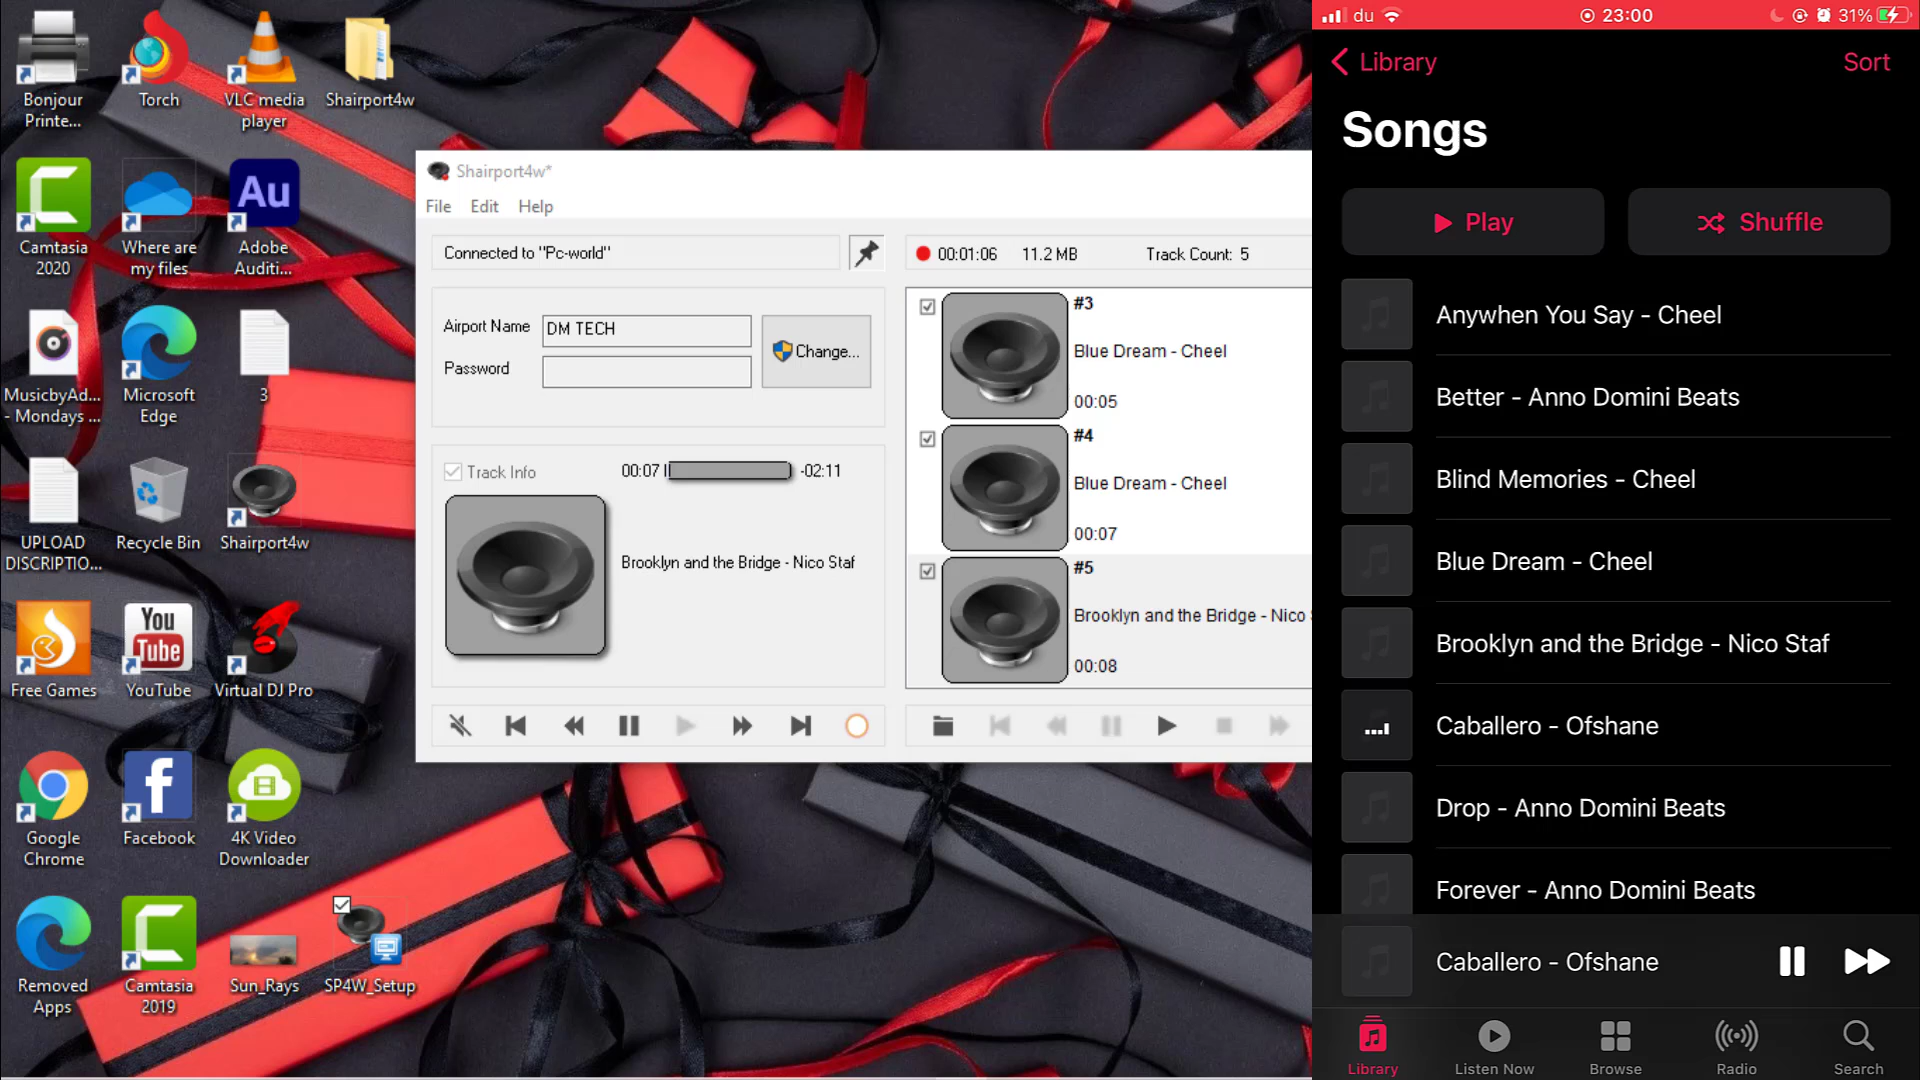 Bonjour
Printe...
Torch
VLC media
player
Shairport4w
Camtasia
2020
Where are
my files
Au
Adobe
Auditi...
MusicbyAd...
- Mondays ...
Microsoft
Edge
3
UPLOAD
DISCRIPTIO...
Recycle Bin
Shairport4w
Free Games
You
Tube
YouTube
Virtual DJ Pro
Google
Chrome
Facebook
4K Video
Downloader
Removed
Apps
Camtasia
2019
Sun_Rays
SP4W_Setup
Shairport4w*
File Edit Help
Connected to "Pc-world"
00:01:06 11.2 MB Track Count: 5
Airport Name DM TECH
Password
Change...
Track Info 00:07 -02:11
Brooklyn and the Bridge - Nico Staf
#3
Blue Dream - Cheel
00:05
#4
Blue Dream - Cheel
00:07
#5
Brooklyn and the Bridge - Nico
00:08
du 23:00 31%
Library Sort
Songs
Play Shuffle
Anywhen You Say - Cheel
Better - Anno Domini Beats
Blind Memories - Cheel
Blue Dream - Cheel
Brooklyn and the Bridge - Nico Staf
Caballero - Ofshane
Drop - Anno Domini Beats
Forever - Anno Domini Beats
Caballero - Ofshane
Library Listen Now Browse Radio Search